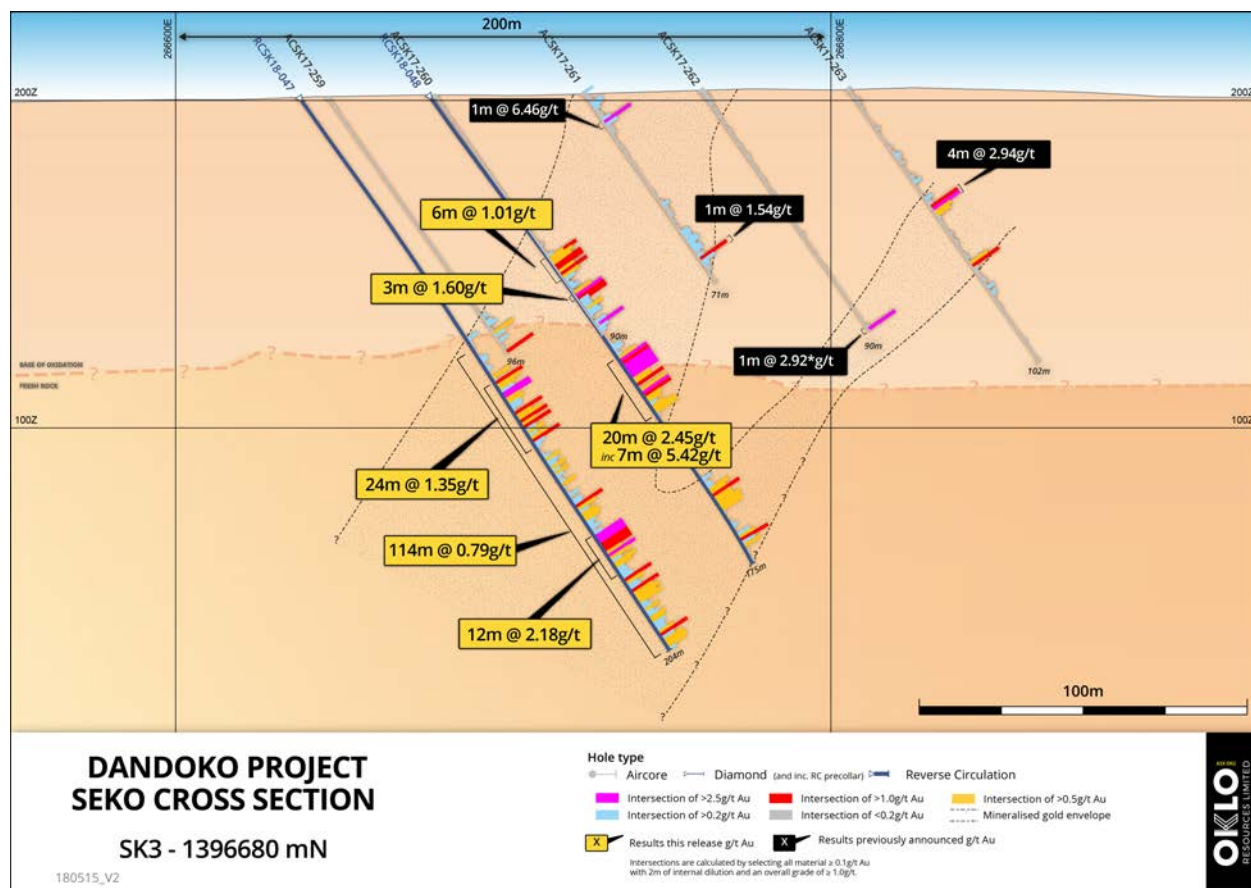 200m
266600E
266800E
RCSK18-047
ACSK17-259
ACSK17-260
RCSK18-048
ACSK17-261
ACSK17-262
ACSK17-263
200Z
200Z
1m @ 6.46g/t
4m @ 2.94g/t
6m @ 1.01g/t
1m @ 1.54g/t
3m @ 1.60g/t
71m
90m
90m
96m
1m @ 2.92*g/t
102m
BASE OF OXIDATION
FRESH ROCK
?
?
?
?
?
?
?
?
100Z
100Z
20m @ 2.45g/t
inc 7m @ 5.42g/t
24m @ 1.35g/t
?
?
?
114m @ 0.79g/t
175m
?
12m @ 2.18g/t
204m
?
?
100m
DANDOKO PROJECT
SEKO CROSS SECTION
SK3 - 1396680 mN
180515_V2
Hole type
Aircore Diamond (and inc. RC precollar) Reverse Circulation
Intersection of >2.5g/t Au Intersection of >1.0g/t Au Intersection of >0.5g/t Au
Intersection of >0.2g/t Au Intersection of <0.2g/t Au Mineralised gold envelope
X Results this release g/t Au X Results previously announced g/t Au
Intersections are calculated by selecting all material ≥ 0.1g/t Au
with 2m of internal dilution and an overall grade of ≥ 1.0g/t.
OKLO
RESOURCES LIMITED